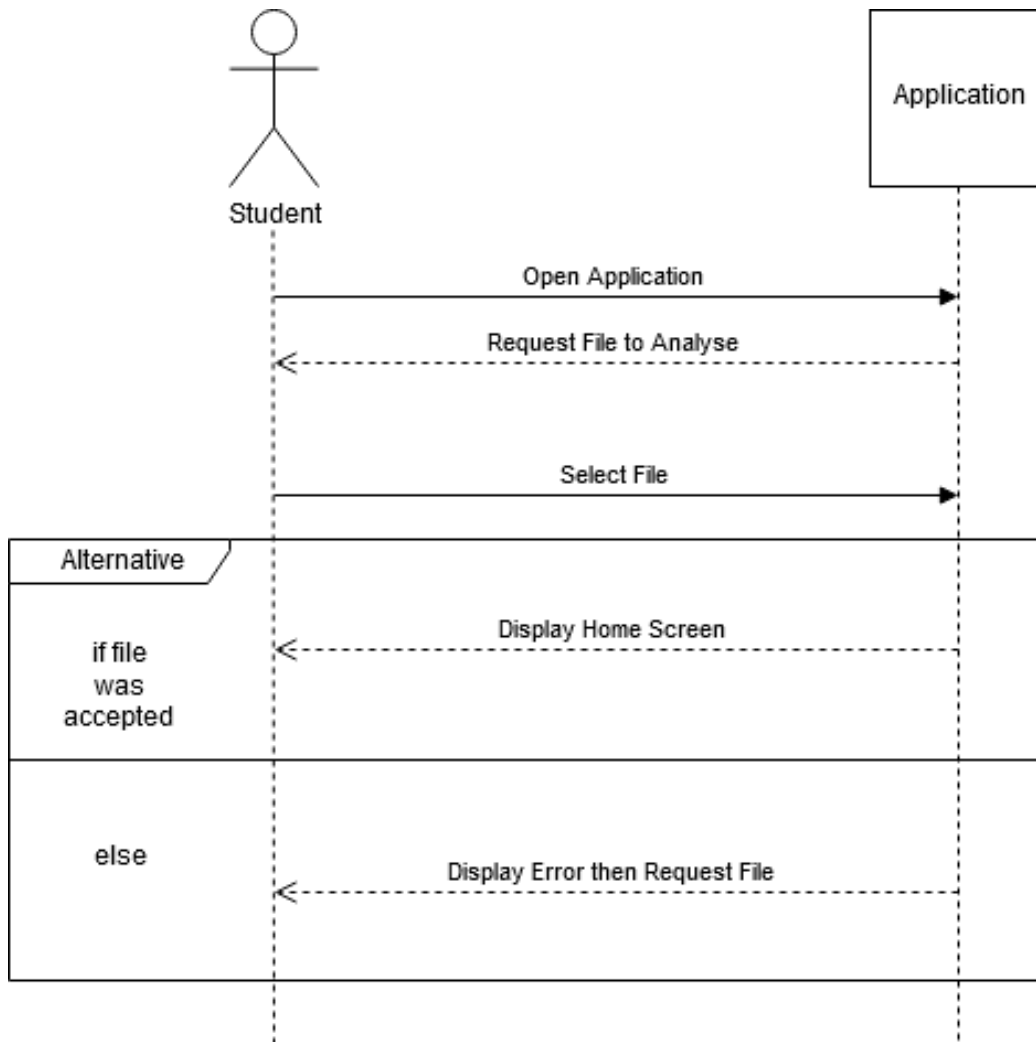 Application
Student
Open Application
Request File to Analyse
Select File
Alternative
Display Home Screen
if file
was
accepted
else
Display Error then Request File